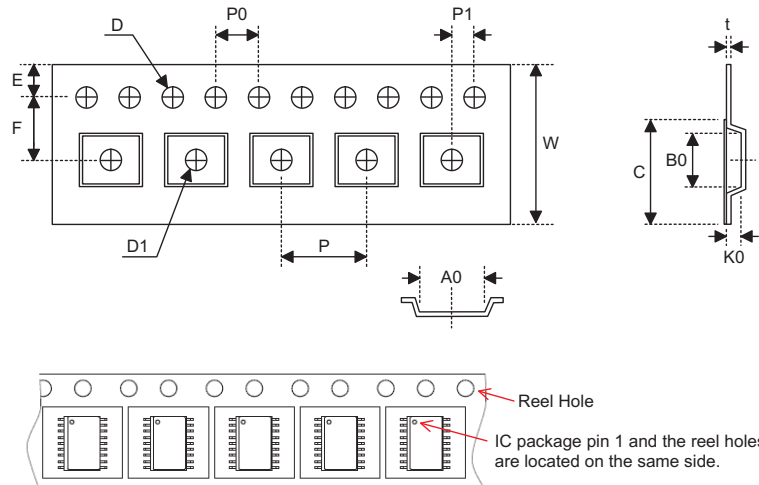 D
P0
P1
t
E
F
W
C
B0
D1
P
K0
A0
Reel Hole
IC package pin 1 and the reel holes
are located on the same side.